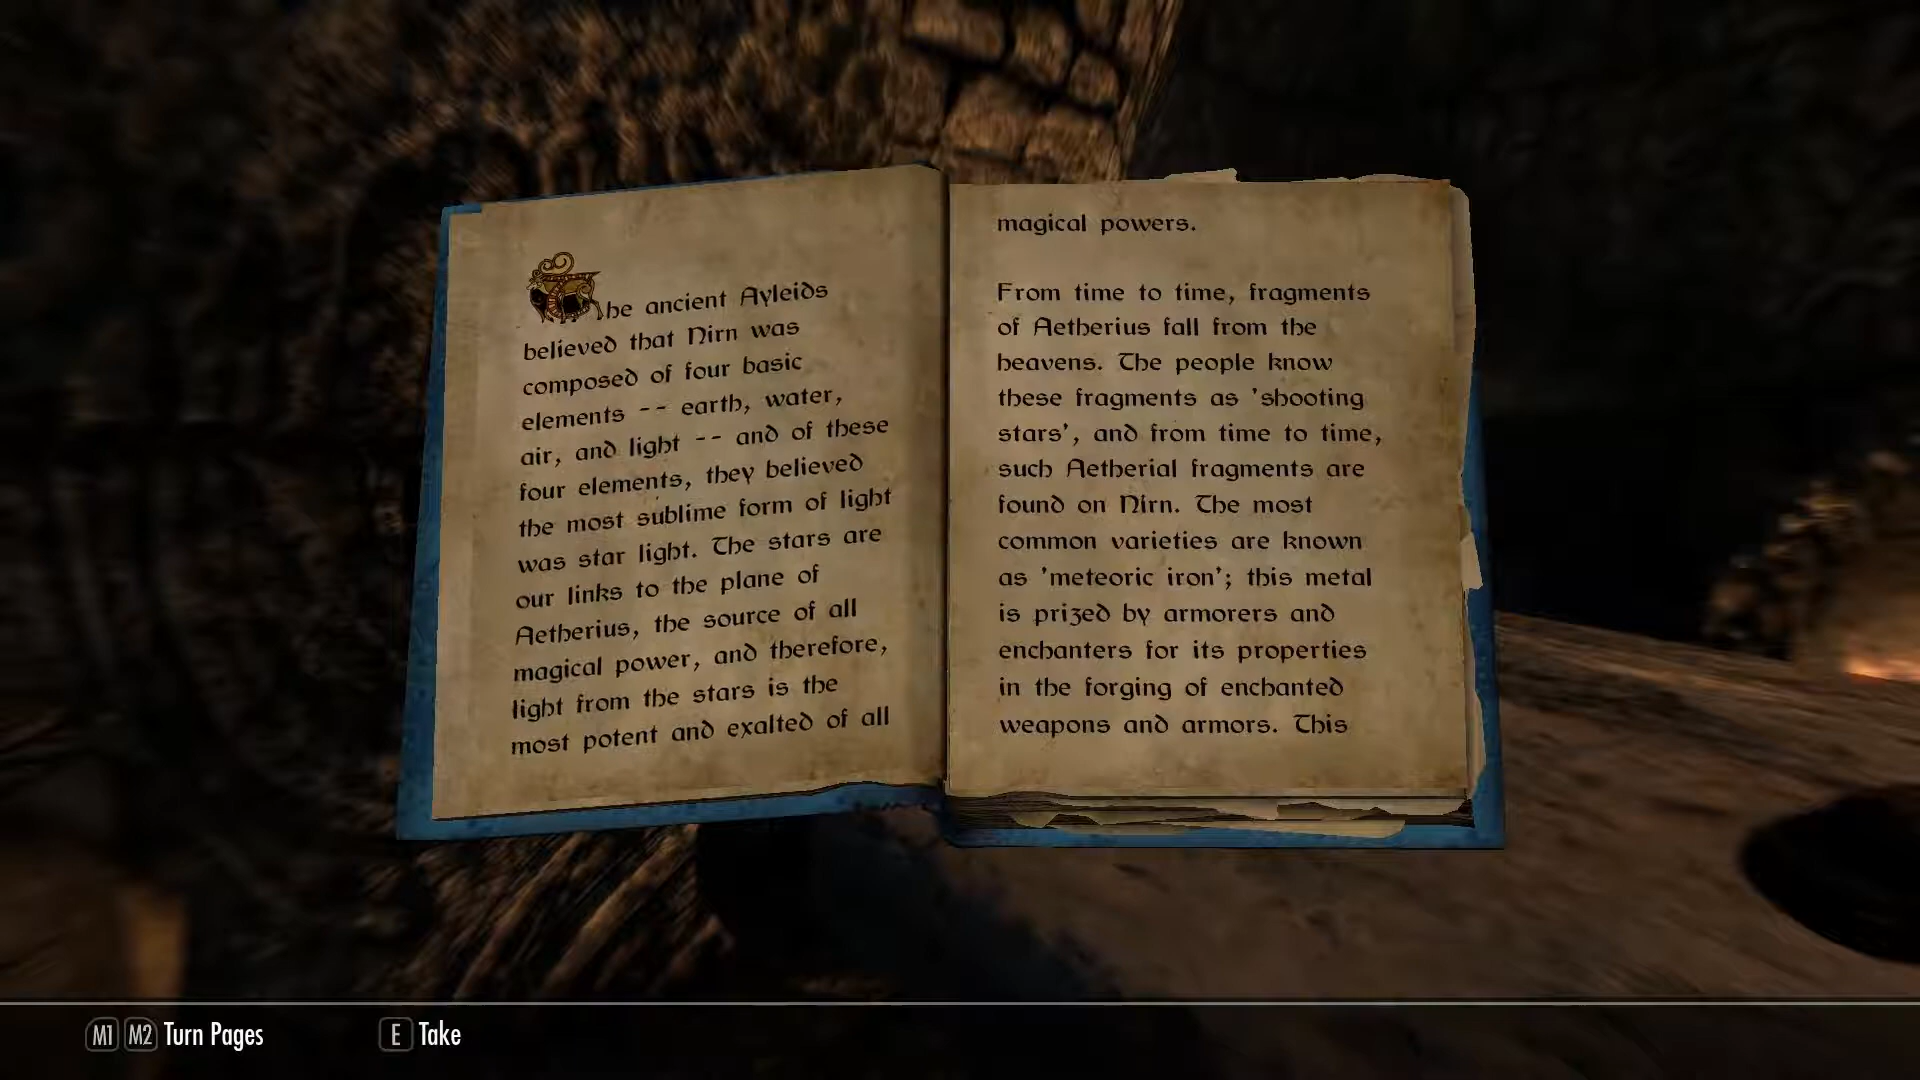 The ancient Ayleids
believed that Nirn was
composed of four basic
elements -- earth, water,
air, and light -- and of these
four elements, they believed
the most sublime form of light
was star light. The stars are
our links to the plane of
Aetherius, the source of all
magical power, and therefore,
light from the stars is the
most potent and exalted of all
magical powers.
From time to time, fragments
of Aetherius fall from the
heavens. The people know
these fragments as 'shooting
stars', and from time to time,
such Aetherial fragments are
found on Nirn. The most
common varieties are known
as 'meteoric iron'; this metal
is prized by armorers and
enchanters for its properties
in the forging of enchanted
weapons and armors. This
M1 M2 Turn Pages
E Take